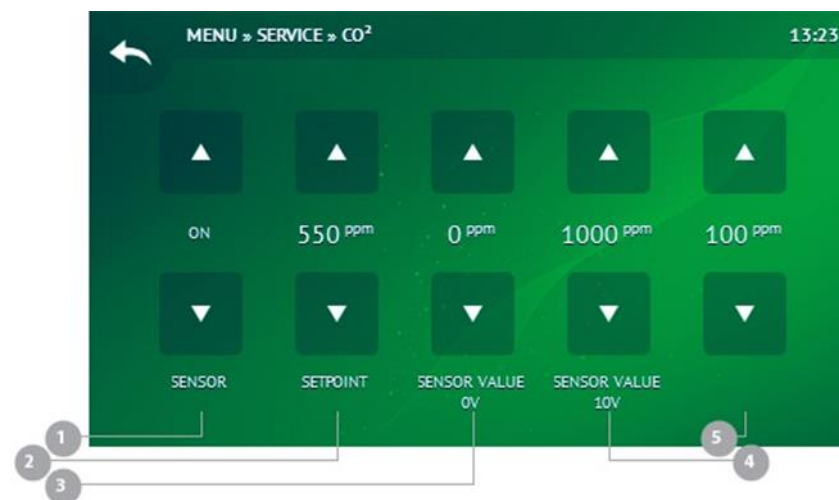 MENU » SERVICE » CO²
13:23
ON
550 ppm
0 ppm
1000 ppm
100 ppm
SENSOR
SETPOINT
SENSOR VALUE
0V
SENSOR VALUE
10V
1
2
3
4
5